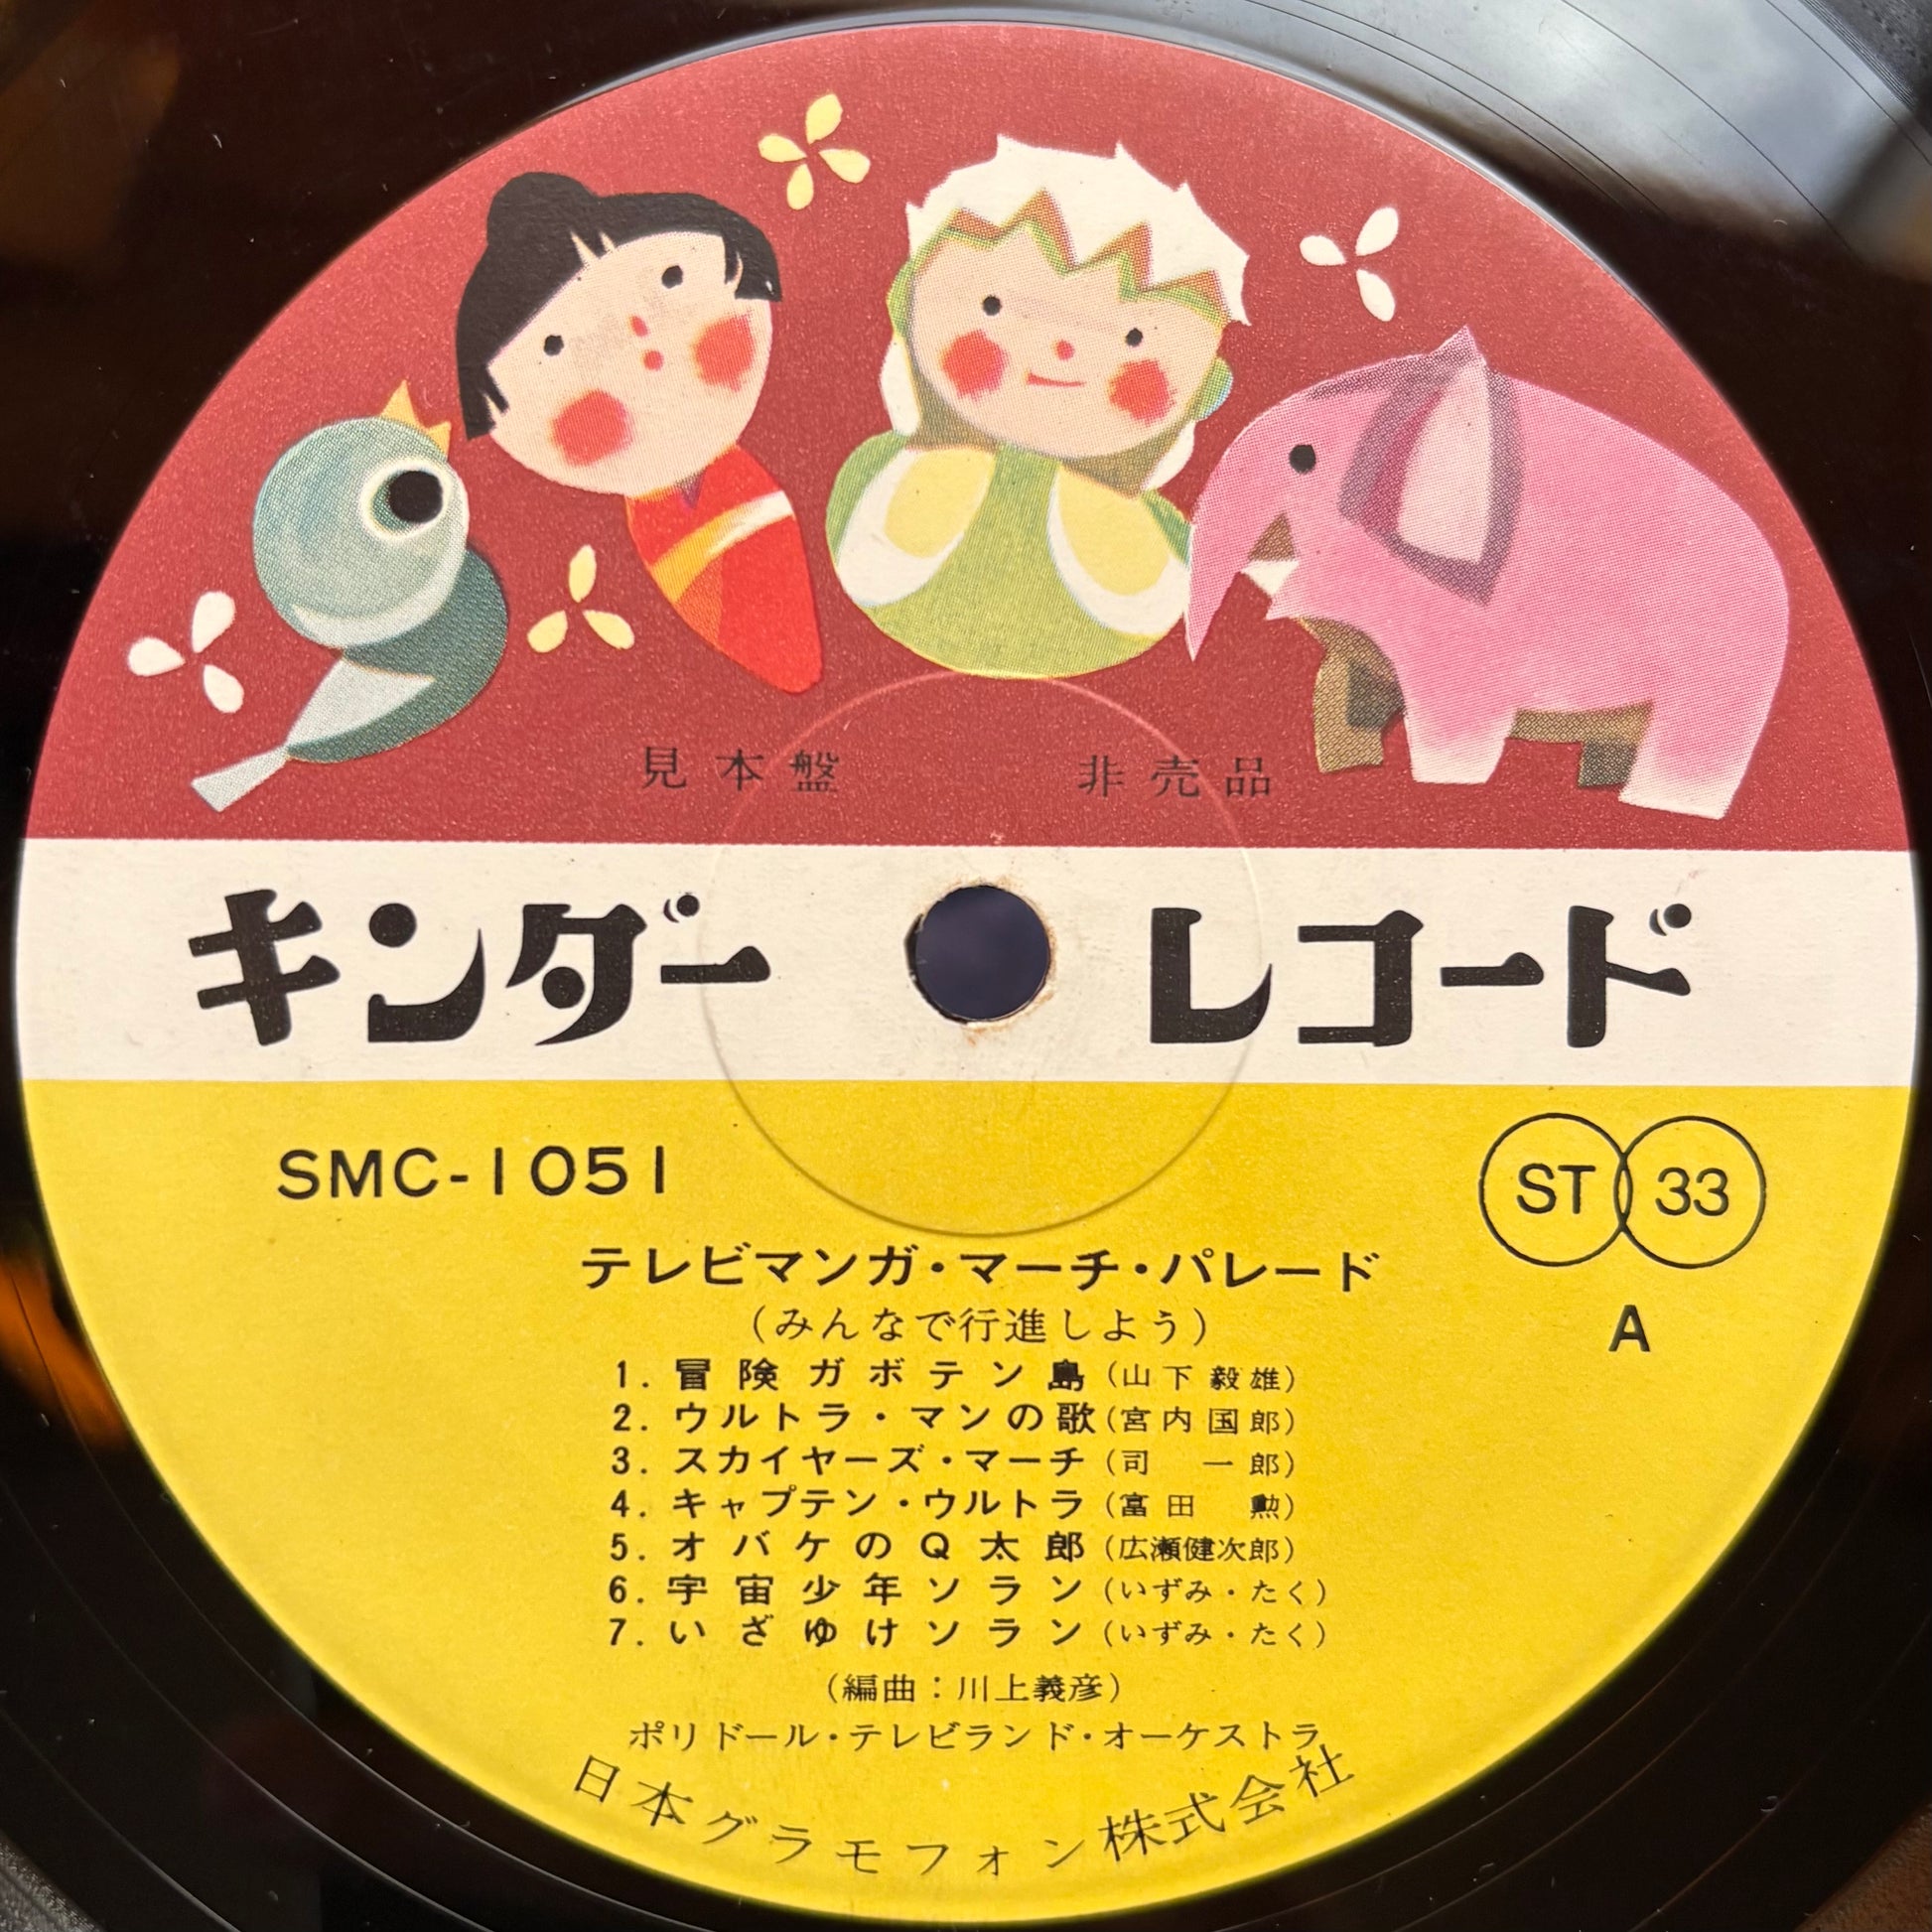 見本盤 非売品
キンダー レコード
SMC-1051
ST 33
A
テレビマンガ・マーチ・パレード
(みんなで行進しよう)
1. 冒険ガボテン島(山下毅雄)
2. ウルトラ・マンの歌(宮内国郎)
3. スカイヤーズ・マーチ(司 一郎)
4. キャプテン・ウルトラ(富田 勲)
5. オバケのQ太郎(広瀬健次郎)
6. 宇宙少年ソラン(いずみ・たく)
7. いざゆけソラン(いずみ・たく)
(編曲:川上義彦)
ポリドール・テレビランド・オーケストラ
日本グラモフォン株式会社